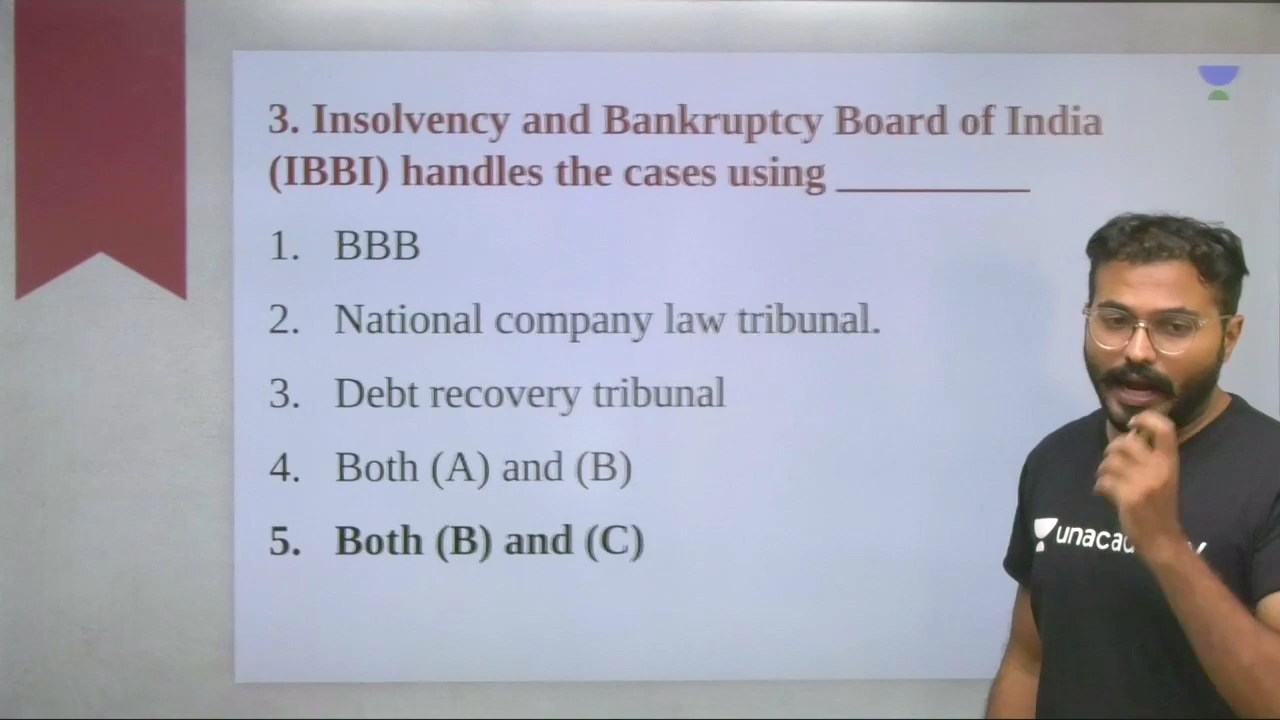 3. Insolvency and Bankruptcy Board of India
(IBBI) handles the cases using __________
1. BBB
2. National company law tribunal.
3. Debt recovery tribunal
4. Both (A) and (B)
5. Both (B) and (C)